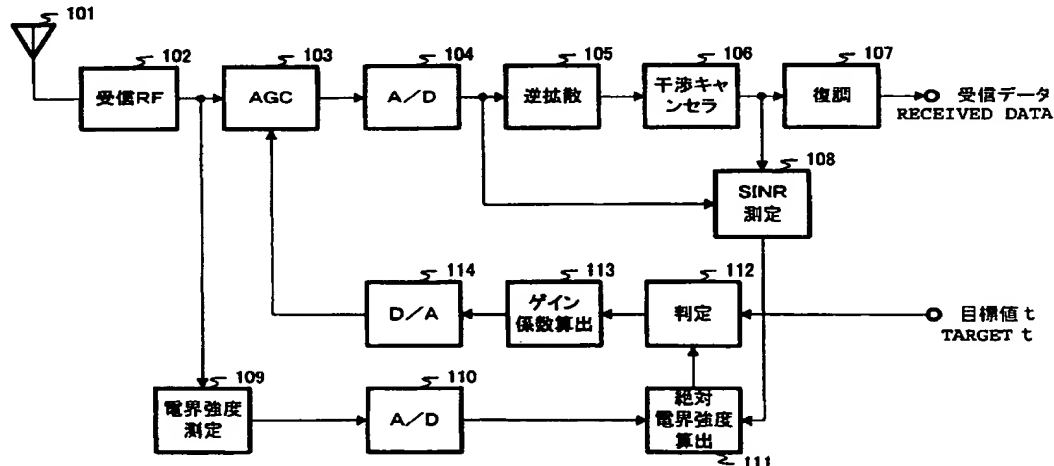 101
102
受信RF
103
AGC
104
A/D
105
逆拡散
106
干渉キャ
ンセラ
107
復調
受信データ
RECEIVED DATA
108
SINR
測定
114
D/A
113
ゲイン
係数算出
112
判定
目標値 t
TARGET t
109
電界強度
測定
110
A/D
絶対
電界強度
算出
111